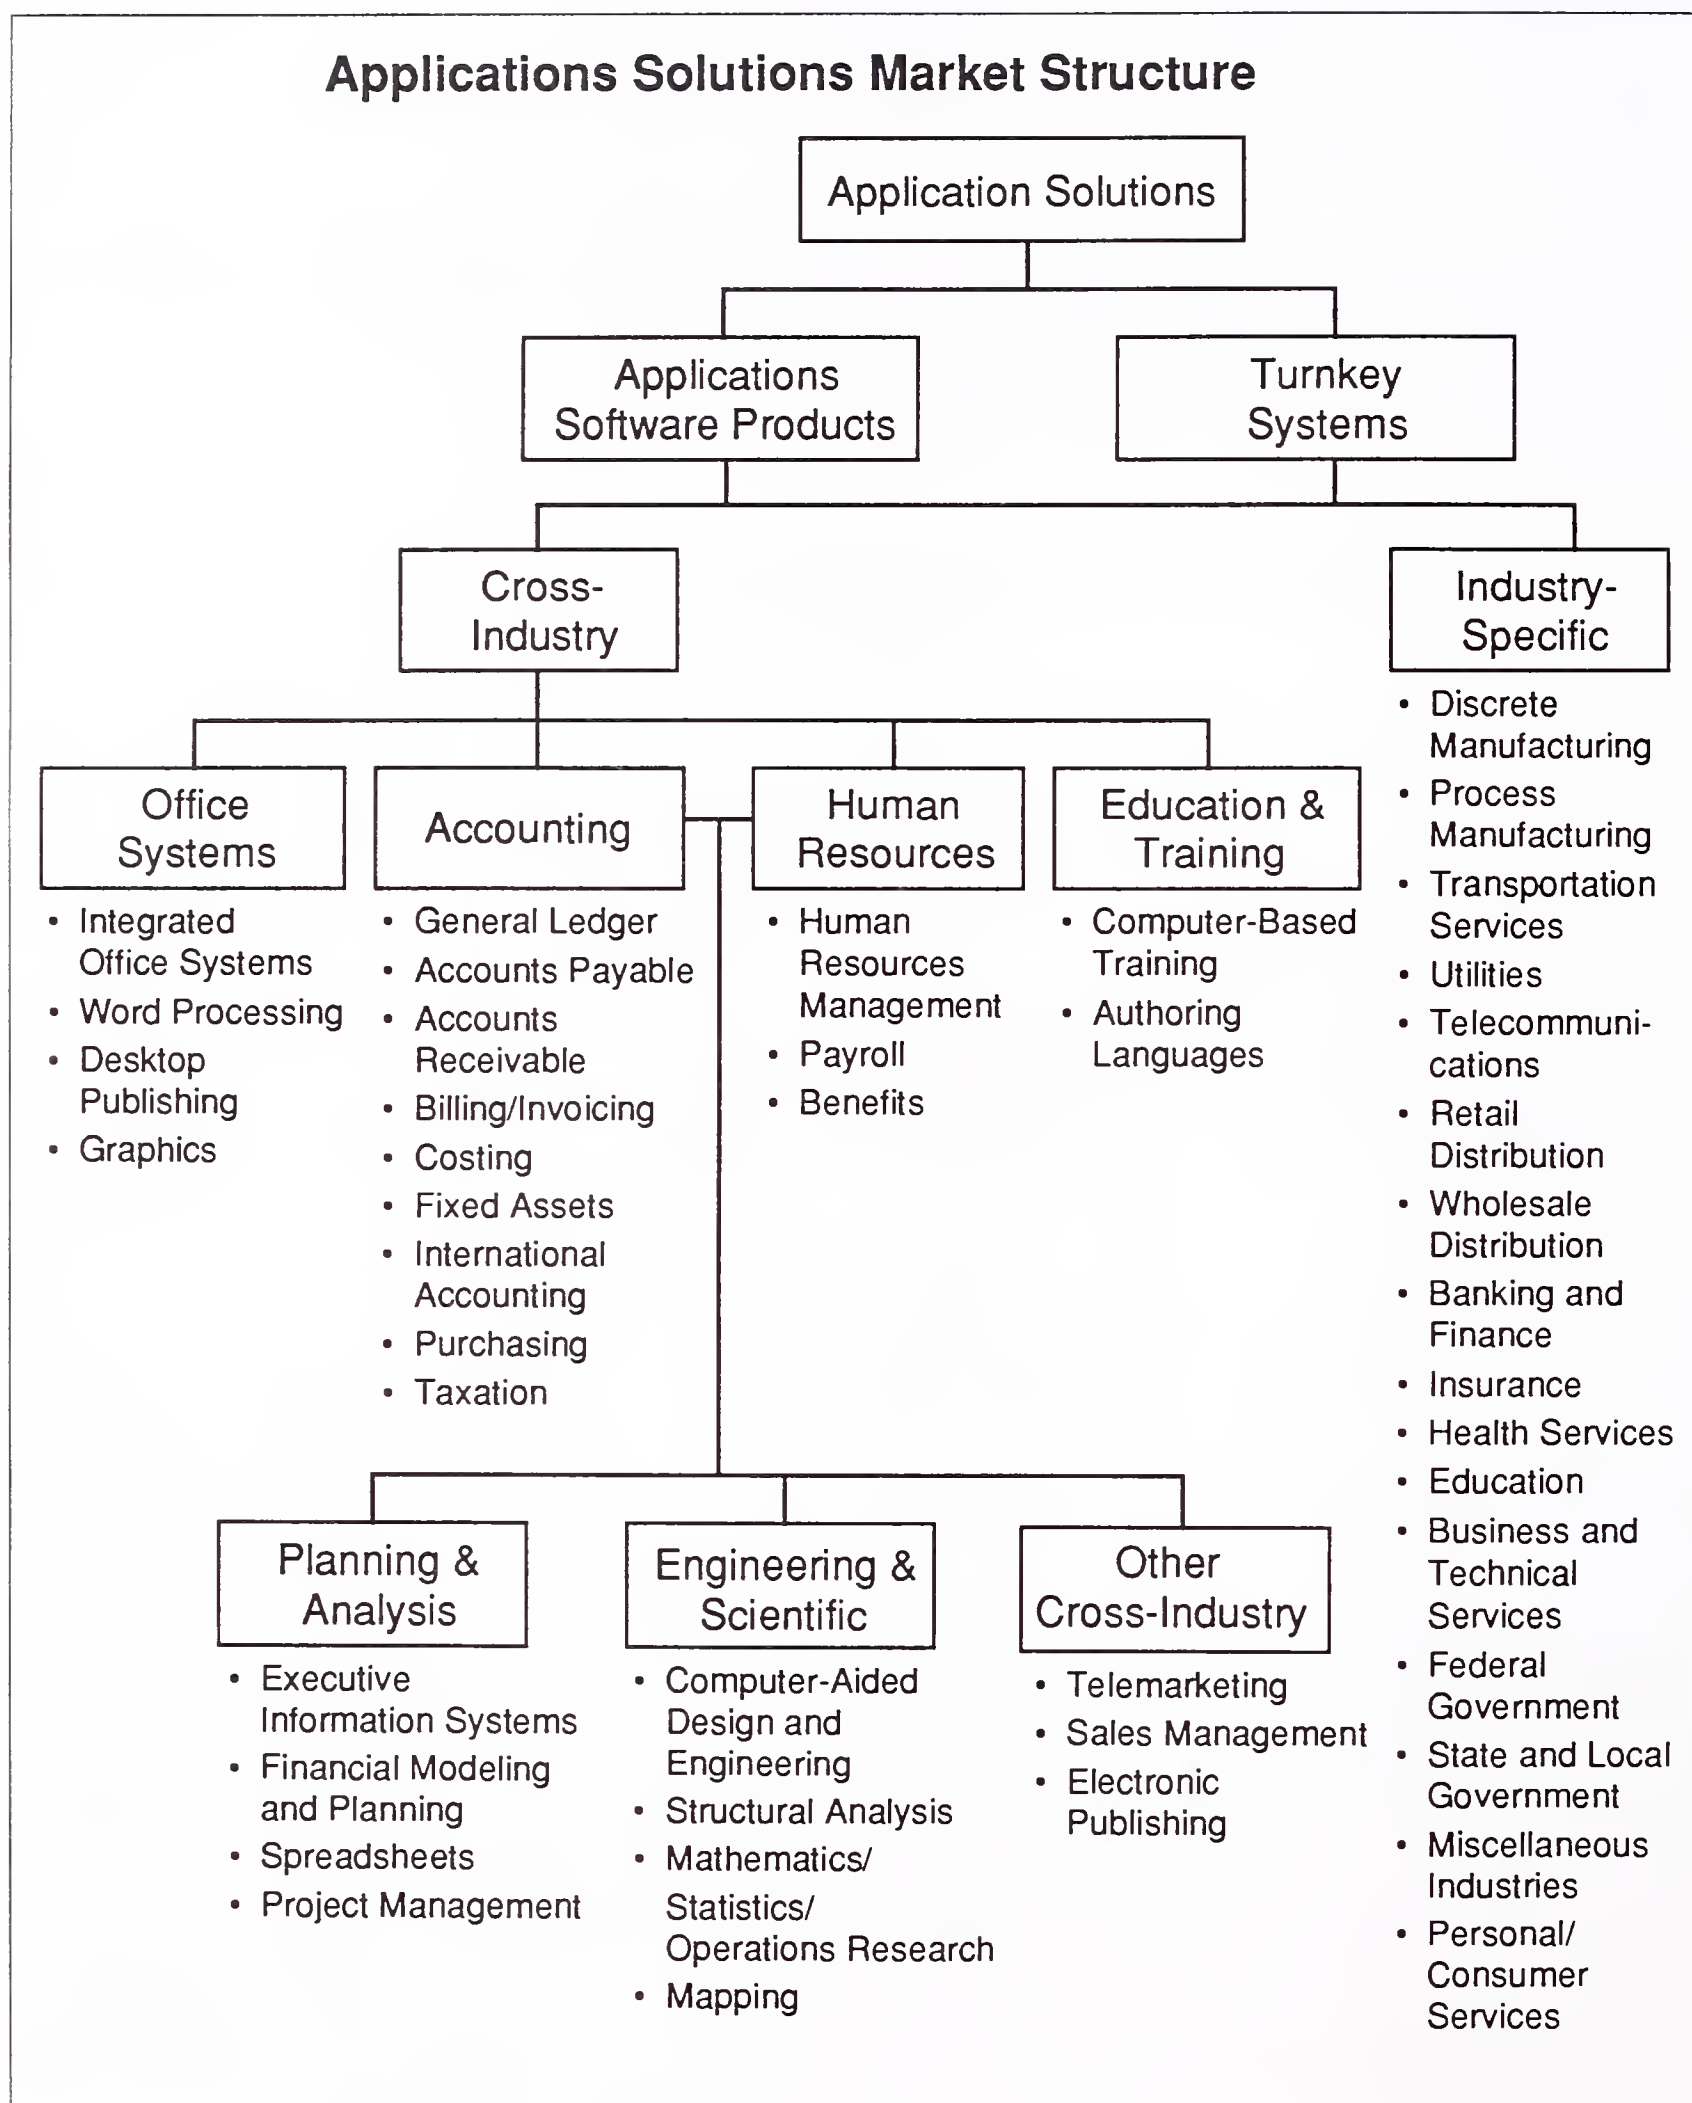 Applications Solutions Market Structure
Application Solutions
Applications
Software Products
Turnkey
Systems
Cross-
Industry
Industry-
Specific
• Discrete
Manufacturing
• Process
Manufacturing
• Transportation
Services
• Utilities
• Telecommuni-
cations
• Retail
Distribution
• Wholesale
Distribution
• Banking and
Finance
• Insurance
• Health Services
• Education
• Business and
Technical
Services
• Federal
Government
• State and Local
Government
• Miscellaneous
Industries
• Personal/
Consumer
Services
Office
Systems
• Integrated
Office Systems
• Word Processing
• Desktop
Publishing
• Graphics
Accounting
• General Ledger
• Accounts Payable
• Accounts
Receivable
• Billing/Invoicing
• Costing
• Fixed Assets
• International
Accounting
• Purchasing
• Taxation
Human
Resources
• Human
Resources
Management
• Payroll
• Benefits
Education &
Training
• Computer-Based
Training
• Authoring
Languages
Planning &
Analysis
• Executive
Information Systems
• Financial Modeling
and Planning
• Spreadsheets
• Project Management
Engineering &
Scientific
• Computer-Aided
Design and
Engineering
• Structural Analysis
• Mathematics/
Statistics/
Operations Research
• Mapping
Other
Cross-Industry
• Telemarketing
• Sales Management
• Electronic
Publishing